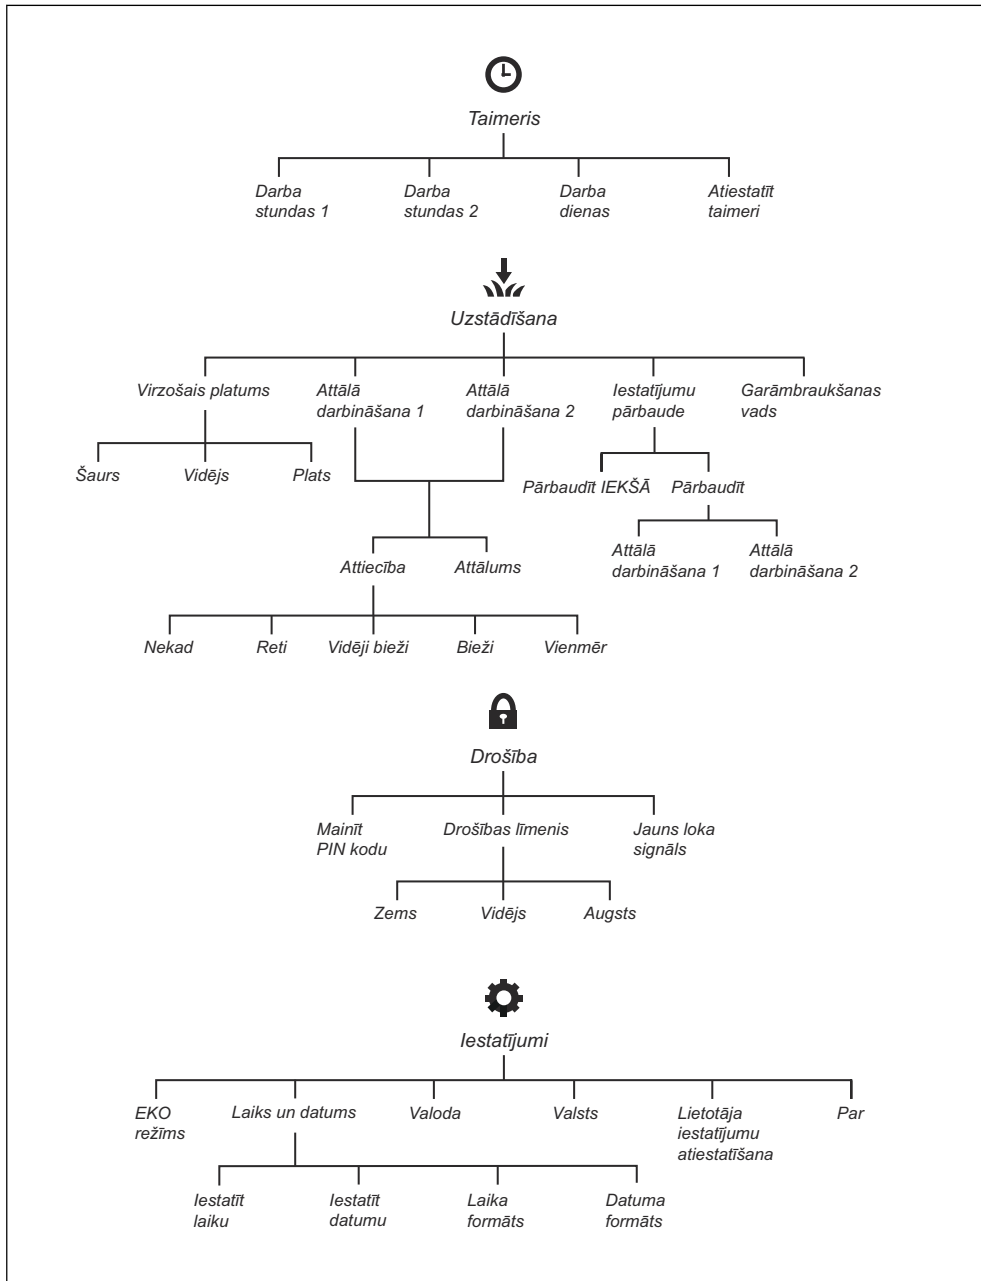 Taimeris
Darba
stundas 1
Darba
stundas 2
Darba
dienas
Atiestatīt
taimeri
Uzstādīšana
Virzošais platums
Attālā
darbināšana 1
Attālā
darbināšana 2
Iestatījumu
pārbaude
Garāmbraukšanas
vads
Šaurs
Vidējs
Plats
Pārbaudīt IEKŠĀ
Pārbaudīt
Attālā
darbināšana 1
Attālā
darbināšana 2
Attiecība
Attālums
Nekad
Reti
Vidēji bieži
Bieži
Vienmēr
Drošība
Mainīt
PIN kodu
Drošības līmenis
Jauns loka
signāls
Zems
Vidējs
Augsts
Iestatījumi
EKO
režīms
Laiks un datums
Valoda
Valsts
Lietotāja
iestatījumu
atiestatīšana
Par
Iestatīt
laiku
Iestatīt
datumu
Laika
formāts
Datuma
formāts